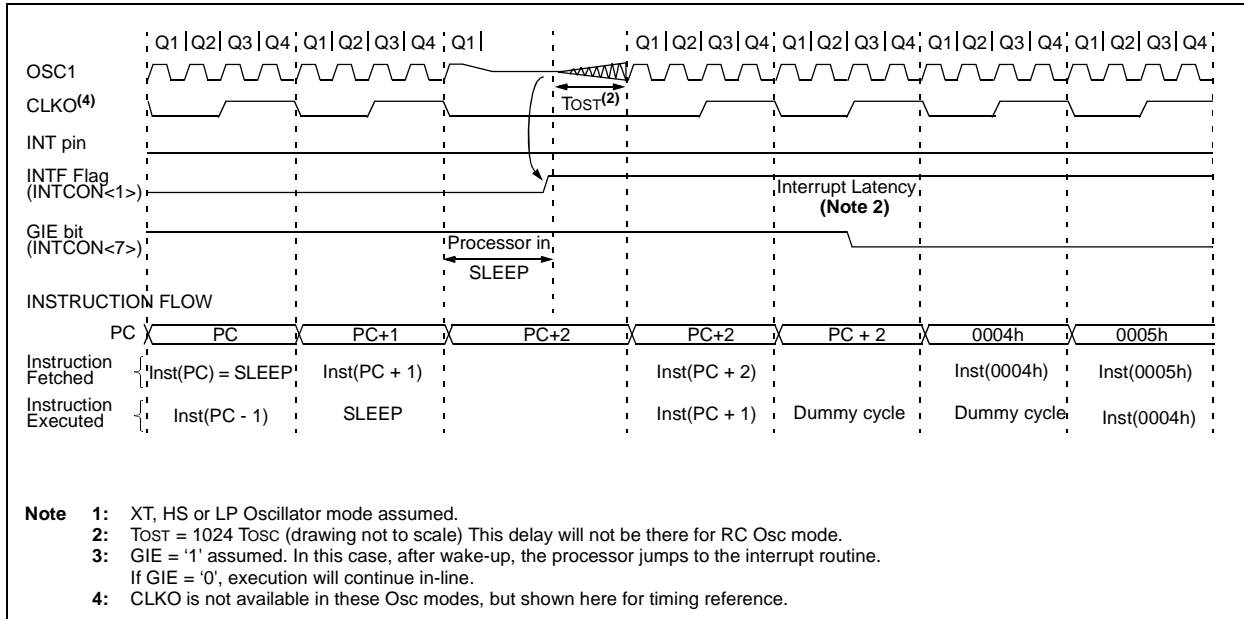 Q1 Q2 Q3 Q4 Q1 Q2 Q3 Q4 Q1 Q1 Q2 Q3 Q4 Q1 Q2 Q3 Q4 Q1 Q2 Q3 Q4 Q1 Q2 Q3 Q4
OSC1
CLKO(4)
TOST(2)
INT pin
INTF Flag
(INTCON<1>)
Interrupt Latency
(Note 2)
GIE bit
(INTCON<7>)
Processor in
SLEEP
INSTRUCTION FLOW
PC PC PC+1 PC+2 PC+2 PC + 2 0004h 0005h
Instruction
Fetched
Inst(PC) = SLEEP Inst(PC + 1) Inst(PC + 2) Inst(0004h) Inst(0005h)
Instruction
Executed
Inst(PC - 1) SLEEP Inst(PC + 1) Dummy cycle Dummy cycle Inst(0004h)
Note 1: XT, HS or LP Oscillator mode assumed.
2: TOST = 1024 TOSC (drawing not to scale) This delay will not be there for RC Osc mode.
3: GIE = ‘1’ assumed. In this case, after wake-up, the processor jumps to the interrupt routine.
If GIE = ‘0’, execution will continue in-line.
4: CLKO is not available in these Osc modes, but shown here for timing reference.